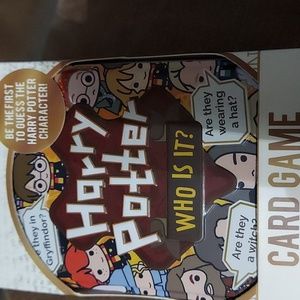 BE THE FIRST
TO GUESS THE
HARRY POTTER
CHARACTER!
Harry
Potter
WHO IS IT?
Are they
wearing
a hat?
Are they in
Gryffindor?
Are they
a witch?
CARD GAME